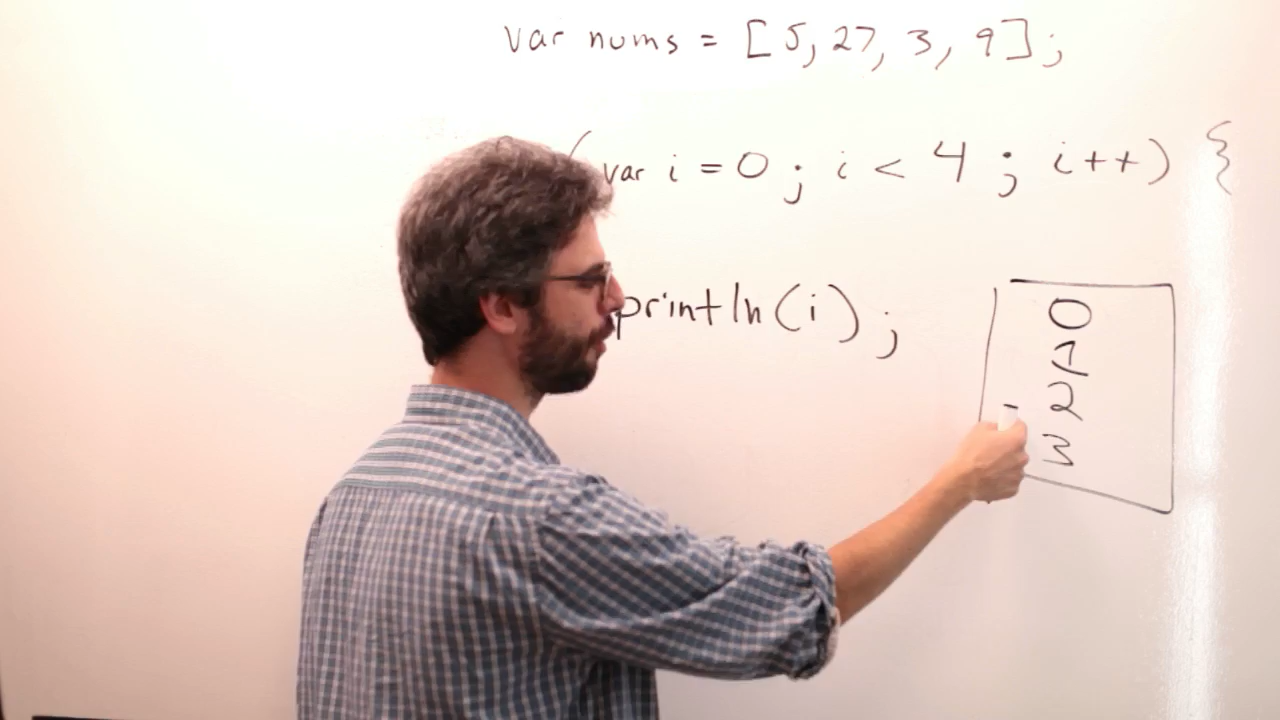 var nums = [5, 27, 3, 9];
(var i = 0; i < 4; i++) {
println(i);
0
1
2
3